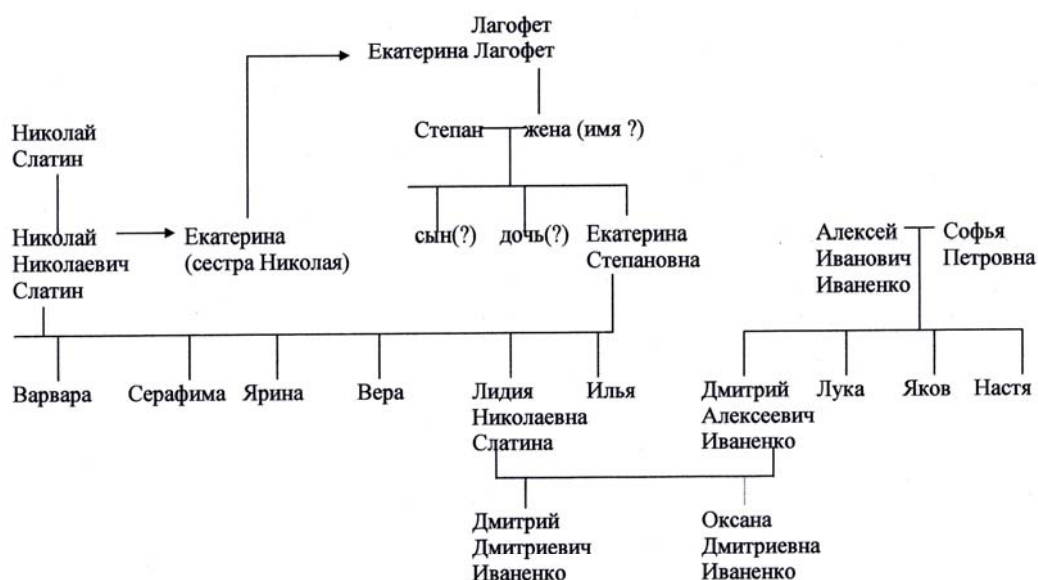 Лагофет
Екатерина Лагофет
Степан
жена (имя ?)
Николай
Слатин
Николай
Николаевич
Слатин
Екатерина
(сестра Николая)
сын(?)
дочь(?)
Екатерина
Степановна
Алексей
Иванович
Иваненко
Софья
Петровна
Варвара
Серафима
Ярина
Вера
Лидия
Николаевна
Слатина
Илья
Дмитрий
Алексеевич
Иваненко
Лука
Яков
Настя
Дмитрий
Дмитриевич
Иваненко
Оксана
Дмитриевна
Иваненко